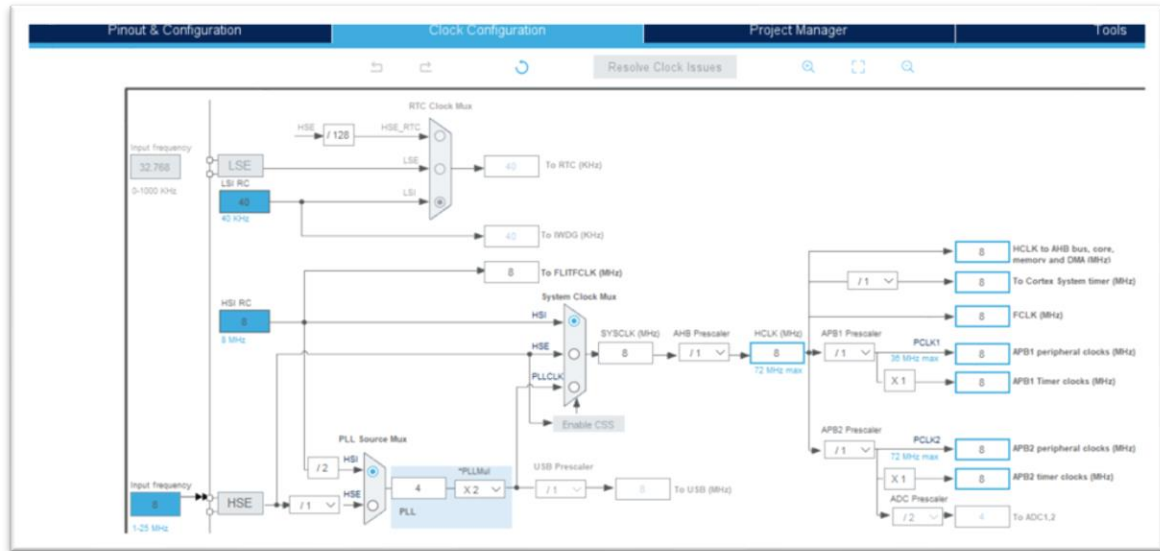 Pinout & Configuration
Clock Configuration
Project Manager
Tools
Resolve Clock Issues
RTC Clock Mux
HSE
/ 128
HSE_RTC
Input frequency
32.768
0-1000 KHz
LSE
LSE
40
To RTC (KHz)
LSI RC
40
40 KHz
LSI
40
To IWDG (KHz)
8
To FLITFCLK (MHz)
HSI RC
8
8 MHz
System Clock Mux
HSI
HSE
PLLCLK
SYSCLK (MHz)
8
AHB Prescaler
/ 1
HCLK (MHz)
8
72 MHz max
Enable CSS
8
HCLK to AHB bus, core,
memory and DMA (MHz)
/ 1
8
To Cortex System timer (MHz)
8
FCLK (MHz)
APB1 Prescaler
/ 1
PCLK1
36 MHz max
8
APB1 peripheral clocks (MHz)
X 1
8
APB1 Timer clocks (MHz)
APB2 Prescaler
/ 1
PCLK2
72 MHz max
8
APB2 peripheral clocks (MHz)
X 1
8
APB2 timer clocks (MHz)
ADC Prescaler
/ 2
4
To ADC1,2
PLL Source Mux
/ 2
HSI
Input frequency
8
1-25 MHz
HSE
/ 1
HSE
4
*PLLMul
X 2
PLL
USB Prescaler
/ 1
8
To USB (MHz)